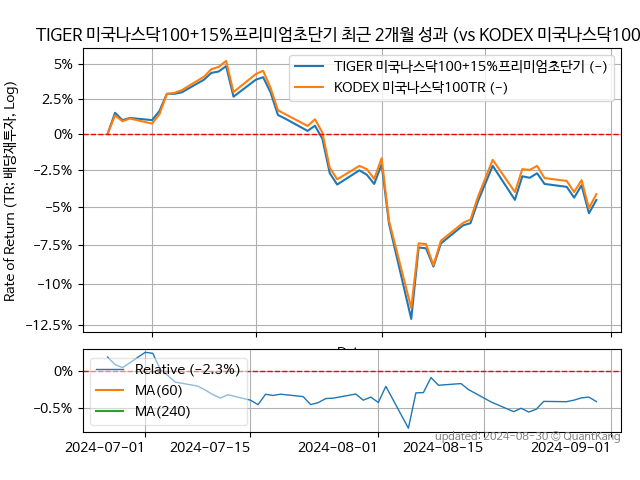 TIGER 미국나스닥100+15%프리미엄초단기 최근 2개월 성과 (vs KODEX 미국나스닥100
TIGER 미국나스닥100+15%프리미엄초단기 (-)
KODEX 미국나스닥100TR (-)
Rate of Return (TR: 배당재투자, Log)
5%
2.5%
0%
-2.5%
-5%
-7.5%
-10%
-12.5%
Relative (-2.3%)
MA(60)
MA(240)
0%
-0.5%
2024-07-01
2024-07-15
2024-08-01
2024-08-15
2024-09-01
updated: 2024-08-30 © QuantKang